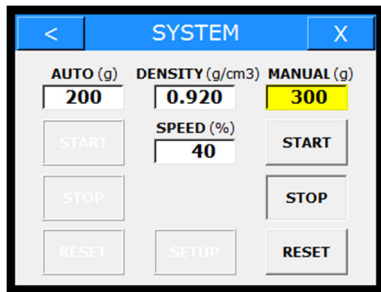 < SYSTEM X
AUTO (g) DENSITY (g/cm3) MANUAL (g)
200 0.920 300
SPEED (%)
START 40 START
STOP STOP
RESET SETUP RESET